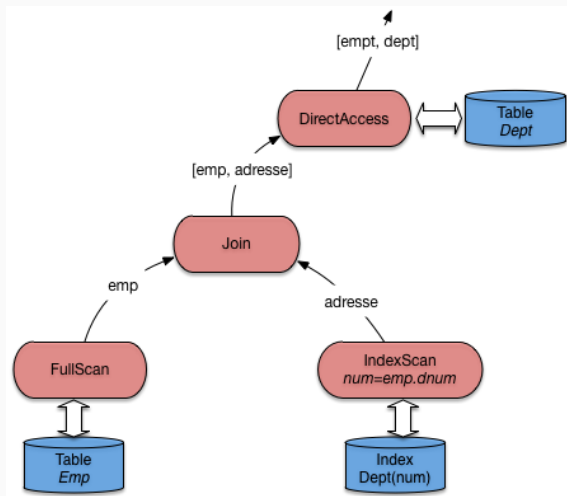 [empt, dept]
DirectAccess
Table
Dept
[emp, adresse]
Join
emp
adresse
FullScan
IndexScan
num=emp.dnum
Table
Emp
Index
Dept(num)